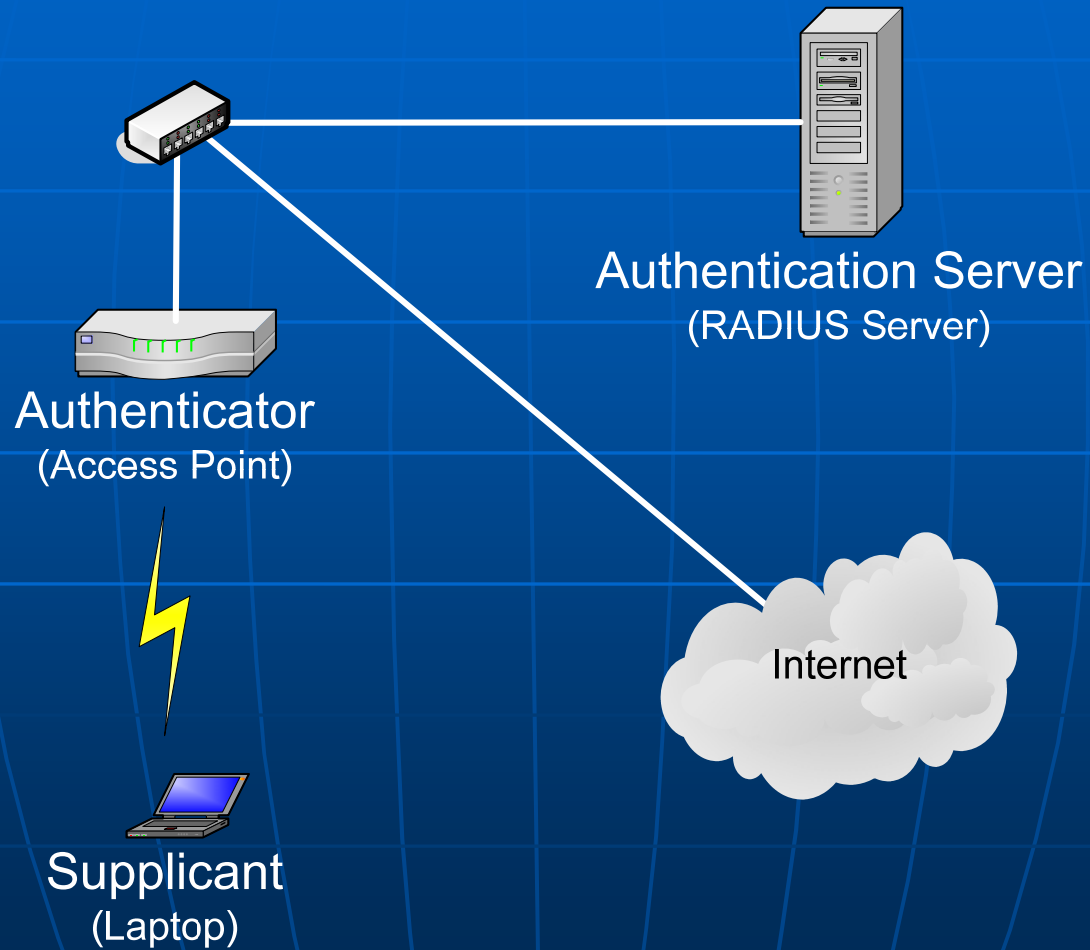 Authentication Server
(RADIUS Server)
Authenticator
(Access Point)
Internet
Supplicant
(Laptop)